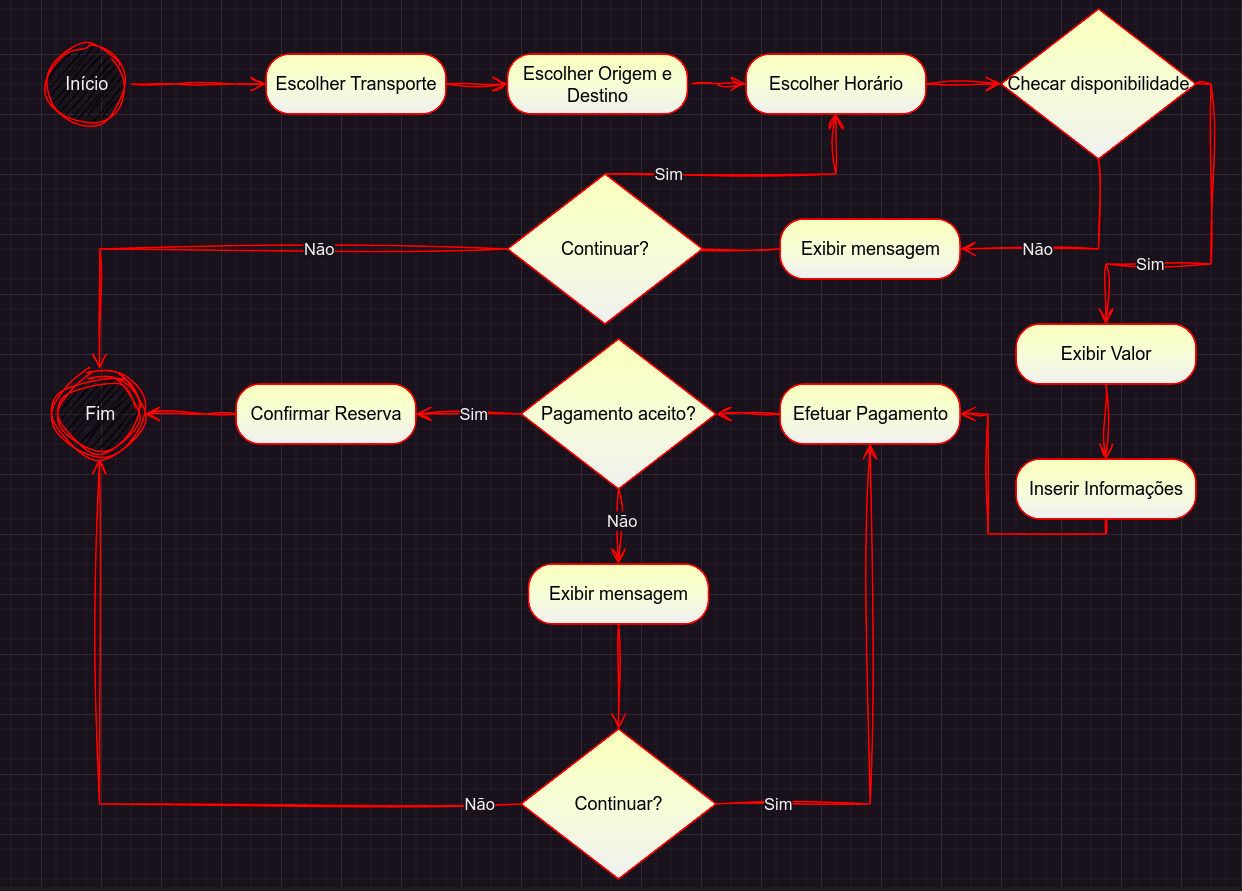 Início
Escolher Transporte
Escolher Origem e
Destino
Escolher Horário
Checar disponibilidade
Sim
Não
Continuar?
Exibir mensagem
Não
Sim
Exibir Valor
Fim
Confirmar Reserva
Sim
Pagamento aceito?
Efetuar Pagamento
Inserir Informações
Não
Exibir mensagem
Não
Continuar?
Sim